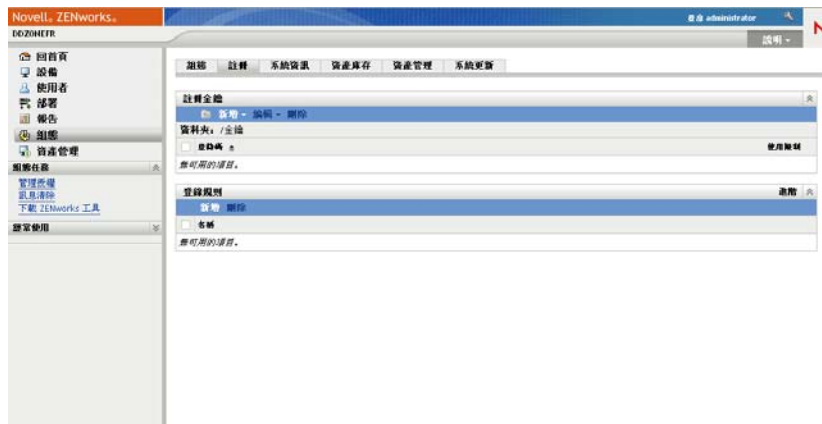 Novell® ZENworks®
登出 administrator
DDZONEFR
說明
回首頁
設備
使用者
部署
報告
組態
資產管理
組態任務
管理授權
訊息清除
下載 ZENworks 工具
經常使用
組態 註冊 系統資訊 資產庫存 資產管理 系統更新
註冊金鑰
新增 編輯 刪除
資料夾: /金鑰
登錄碼
使用限制
無可用的項目。
登錄規則
進階
新增 刪除
名稱
無可用的項目。